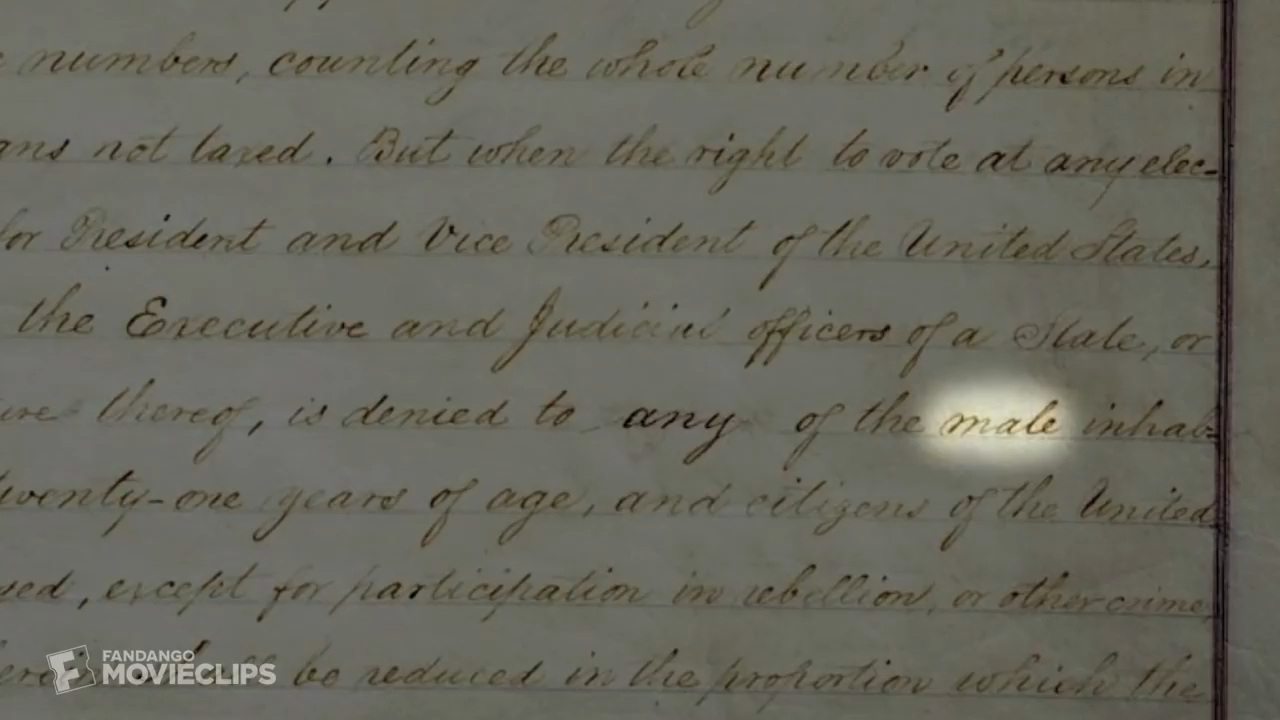 numbers, counting the whole number of persons in
ans not taxed. But when the right to vote at any elec-
for President and Vice President of the United States,
the Executive and Judicial officers of a State, or
ure thereof, is denied to any of the male inhab-
twenty-one years of age, and citizens of the United
ged, except for participation in rebellion, or other crime,
be reduced in the proportion which the
FANDANGO
MOVIECLIPS